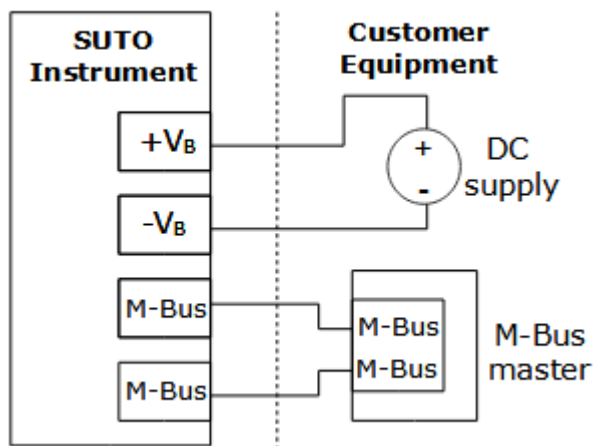 SUTO
Instrument
Customer
Equipment
+VB
-VB
+
-
DC
supply
M-Bus
M-Bus
M-Bus
M-Bus
M-Bus
master